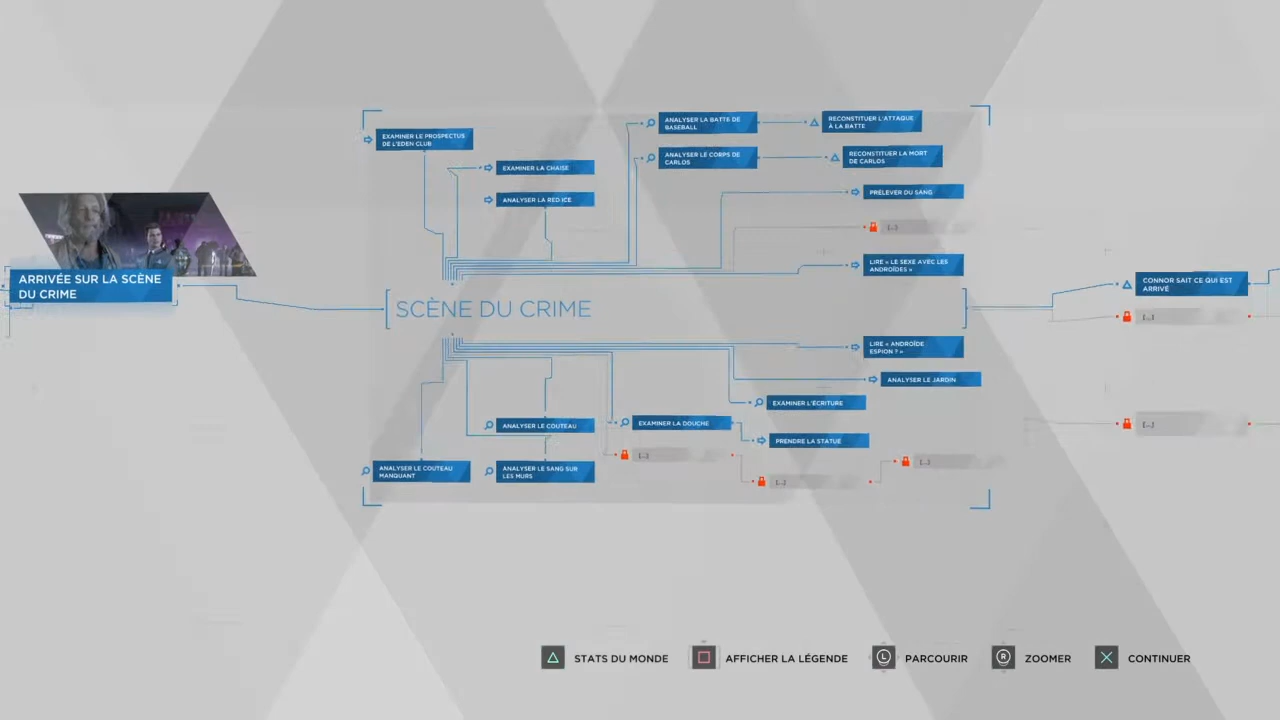 ARRIVÉE SUR LA SCÈNE
DU CRIME
EXAMINER LE PROSPECTUS
DE L'EDEN CLUB
EXAMINER LA CHAISE
ANALYSER LA RED ICE
ANALYSER LA BATTE DE
BASEBALL
RECONSTITUER L'ATTAQUE
À LA BATTE
ANALYSER LE CORPS DE
CARLOS
RECONSTITUER LA MORT
DE CARLOS
PRÉLEVER DU SANG
[...]
LIRE « LE SEXE AVEC LES
ANDROÏDES »
SCÈNE DU CRIME
CONNOR SAIT CE QUI EST
ARRIVÉ
[...]
LIRE « ANDROÏDE :
ESPION ? »
ANALYSER LE JARDIN
EXAMINER L'ÉCRITURE
ANALYSER LE COUTEAU
EXAMINER LA DOUCHE
[...]
PRENDRE LA STATUE
[...]
[...]
[...]
ANALYSER LE COUTEAU
MANQUANT
ANALYSER LE SANG SUR
LES MURS
STATS DU MONDE
AFFICHER LA LÉGENDE
L
PARCOURIR
R
ZOOMER
CONTINUER